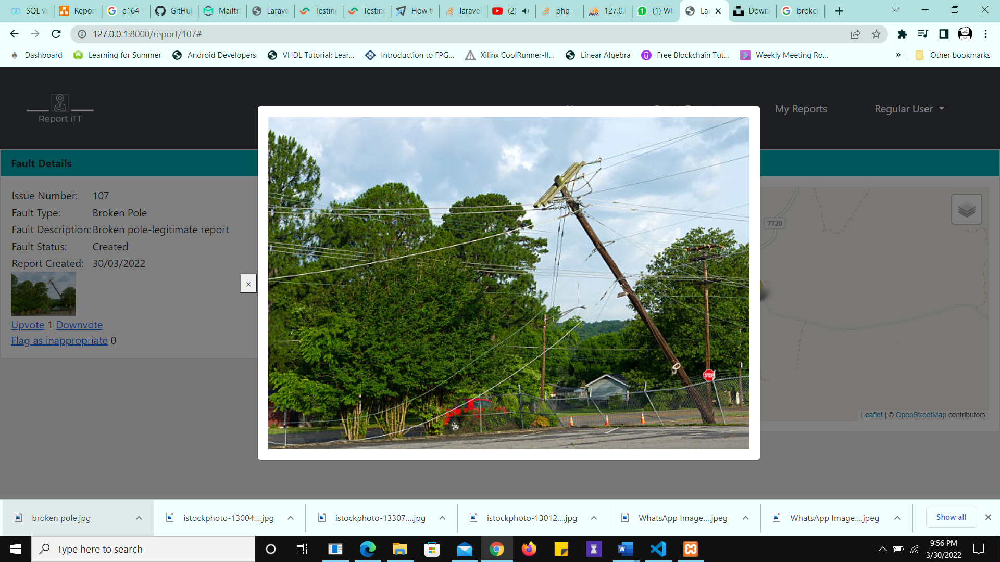 SQL vs
Report
e164 -
GitHub
Mailtra
Larave
Testing
Testing
How to
laravel
(2)
php -
PMA
127.0.
(1) Wh
Lar
Downl
broken
127.0.0.1:8000/report/107#
Dashboard
Learning for Summer
Android Developers
VHDL Tutorial: Lear...
Introduction to FPG...
Xilinx CoolRunner-II...
Linear Algebra
Free Blockchain Tut...
Weekly Meeting Ro...
»
Other bookmarks
Report iTT
My Reports
Regular User
Fault Details
Issue Number: 107
Fault Type: Broken Pole
Fault Description: Broken pole-legitimate report
Fault Status: Created
Report Created: 30/03/2022
×
Upvote 1 Downvote
Flag as inappropriate 0
STOP
7720
Leaflet | © OpenStreetMap contributors
broken pole.jpg
istockphoto-13004....jpg
istockphoto-13307....jpg
istockphoto-13012....jpg
WhatsApp Image....jpeg
WhatsApp Image....jpeg
Show all
Type here to search
9:56 PM
3/30/2022